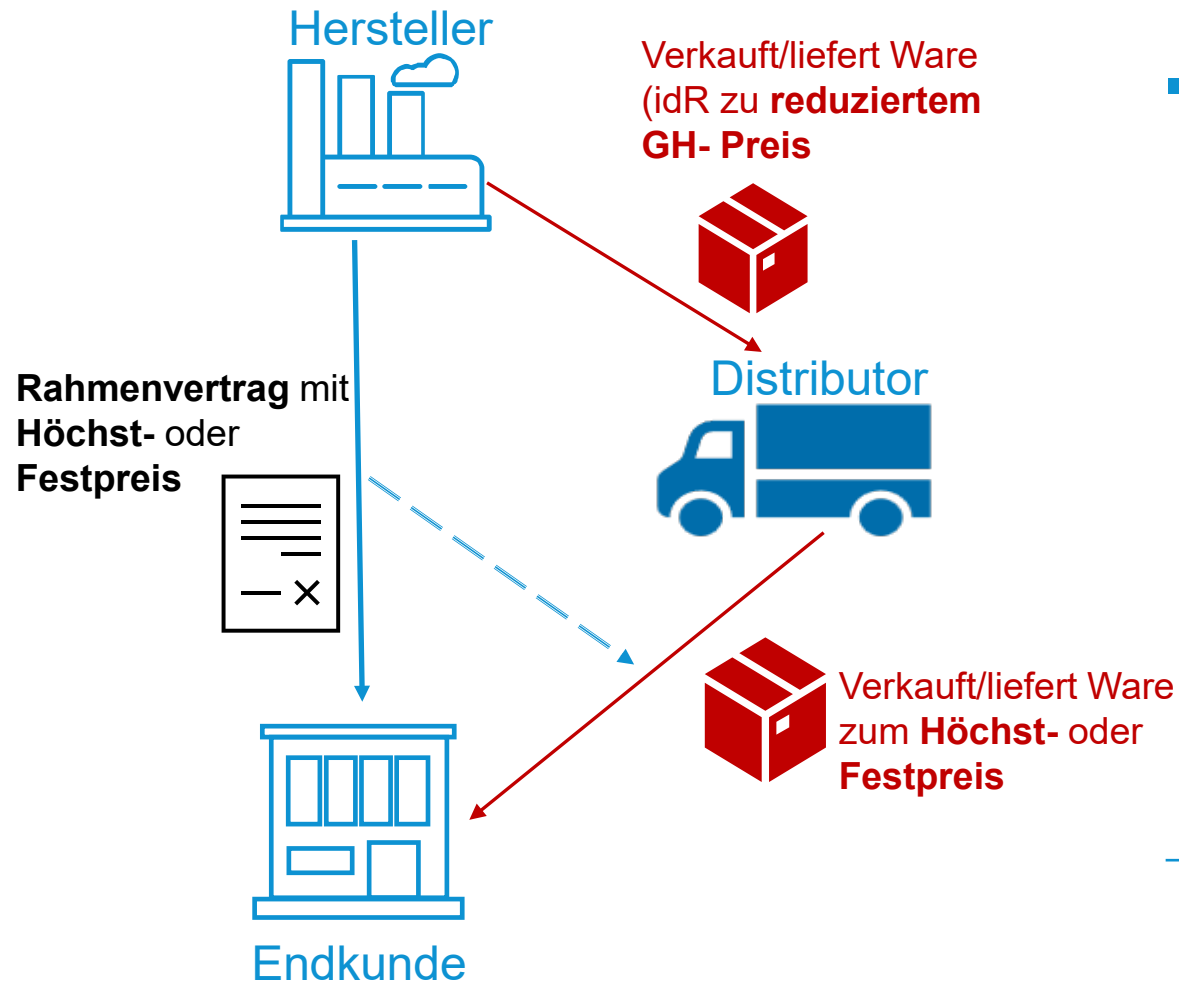 Hersteller
Verkauft/liefert Ware
(idR zu reduziertem
GH- Preis
Distributor
Rahmenvertrag mit
Höchst- oder
Festpreis
Verkauft/liefert Ware
zum Höchst- oder
Festpreis
Endkunde